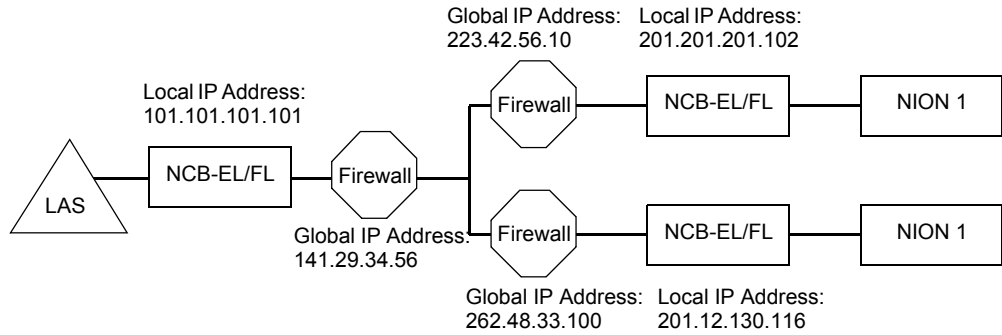 Global IP Address:
223.42.56.10
Local IP Address:
201.201.201.102
Local IP Address:
101.101.101.101
Firewall
NCB-EL/FL
NION 1
LAS
NCB-EL/FL
Firewall
Global IP Address:
141.29.34.56
Firewall
NCB-EL/FL
NION 1
Global IP Address:
262.48.33.100
Local IP Address:
201.12.130.116